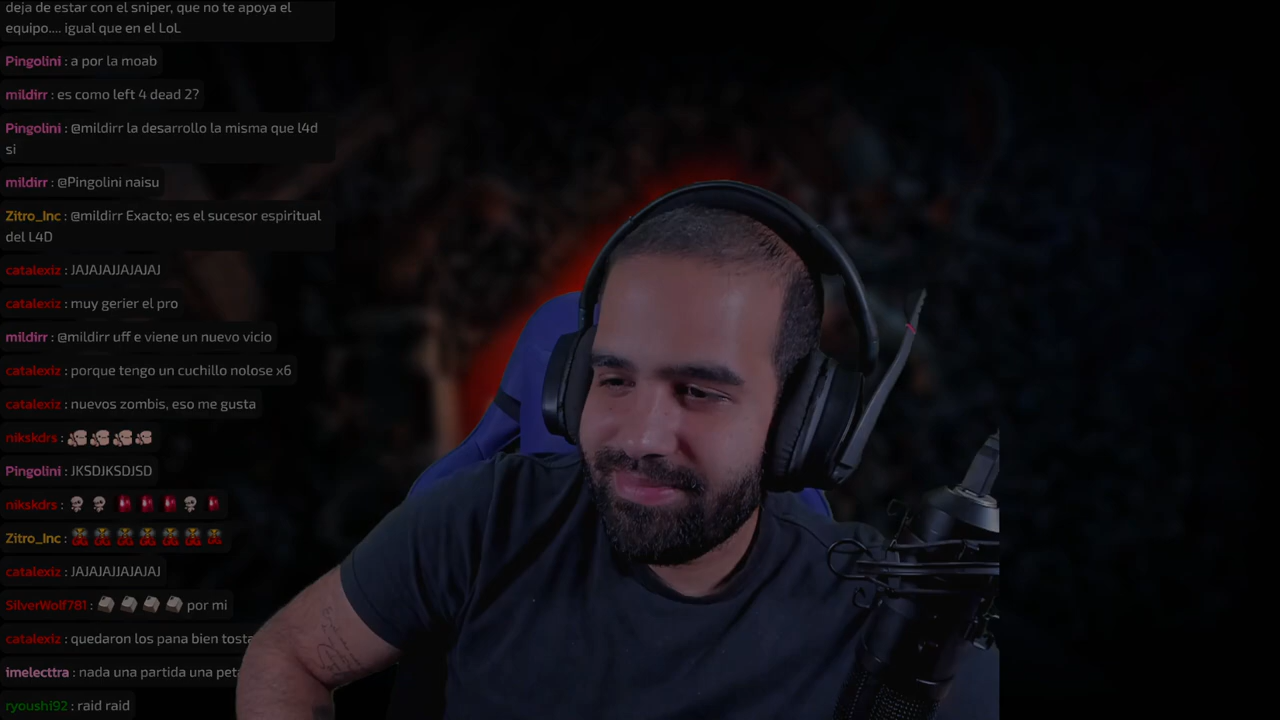 deja de estar con el sniper, que no te apoya el
equipo.... igual que en el LoL
Pingolini : a por la moab
mildirr : es como left 4 dead 2?
Pingolini : @mildirr la desarrollo la misma que l4d
si
mildirr : @Pingolini naisu
Zitro_Inc : @mildirr Exacto; es el sucesor espiritual
del L4D
catalexiz : JAJAJAJJAJAJAJ
catalexiz : muy gerier el pro
mildirr : @mildirr uff e viene un nuevo vicio
catalexiz : porque tengo un cuchillo nolose x6
catalexiz : nuevos zombis, eso me gusta
nikskdrs :
Pingolini : JKSDJKSDJSD
nikskdrs :
Zitro_Inc :
catalexiz : JAJAJAJJAJAJAJ
SilverWolf781 : por mi
catalexiz : quedaron los pana bien tosta
imelecttra : nada una partida una peta
ryoushi92 : raid raid